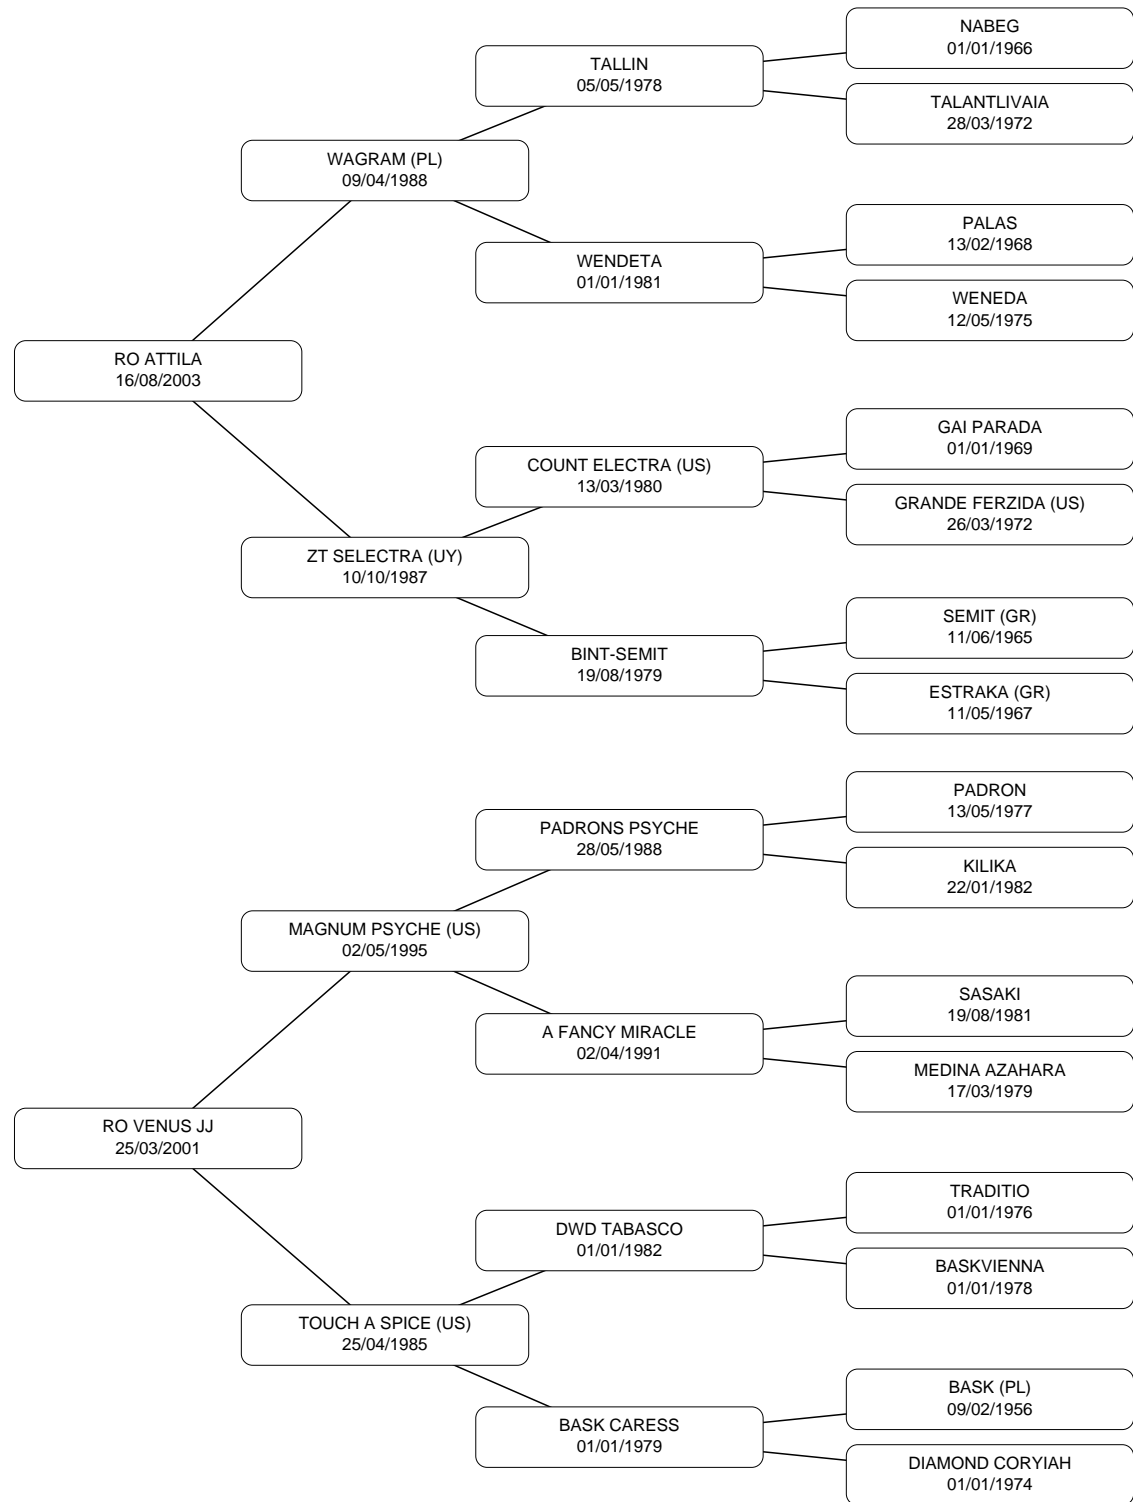 NABEG
01/01/1966
TALLIN
05/05/1978
TALANTLIVAIA
28/03/1972
WAGRAM (PL)
09/04/1988
PALAS
13/02/1968
WENDETA
01/01/1981
WENEDA
12/05/1975
RO ATTILA
16/08/2003
GAI PARADA
01/01/1969
COUNT ELECTRA (US)
13/03/1980
GRANDE FERZIDA (US)
26/03/1972
ZT SELECTRA (UY)
10/10/1987
SEMIT (GR)
11/06/1965
BINT-SEMIT
19/08/1979
ESTRAKA (GR)
11/05/1967
PADRON
13/05/1977
PADRONS PSYCHE
28/05/1988
KILIKA
22/01/1982
MAGNUM PSYCHE (US)
02/05/1995
SASAKI
19/08/1981
A FANCY MIRACLE
02/04/1991
MEDINA AZAHARA
17/03/1979
RO VENUS JJ
25/03/2001
TRADITIO
01/01/1976
DWD TABASCO
01/01/1982
BASKVIENNA
01/01/1978
TOUCH A SPICE (US)
25/04/1985
BASK (PL)
09/02/1956
BASK CARESS
01/01/1979
DIAMOND CORYIAH
01/01/1974